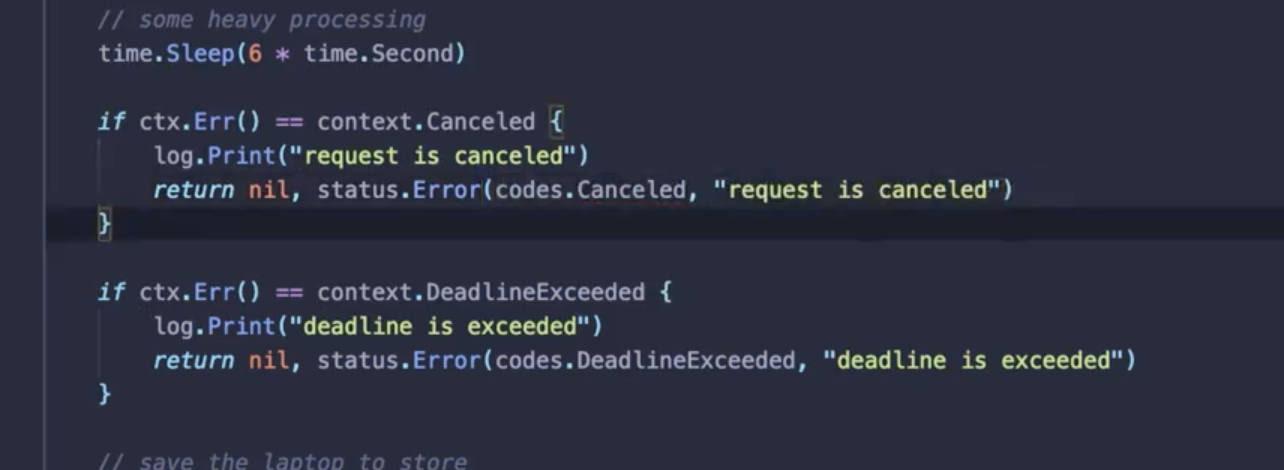 // some heavy processing
time.Sleep(6 * time.Second)
if ctx.Err() == context.Canceled {
log.Print("request is canceled")
return nil, status.Error(codes.Canceled, "request is canceled")
}
if ctx.Err() == context.DeadlineExceeded {
log.Print("deadline is exceeded")
return nil, status.Error(codes.DeadlineExceeded, "deadline is exceeded")
}
// save the laptop to store